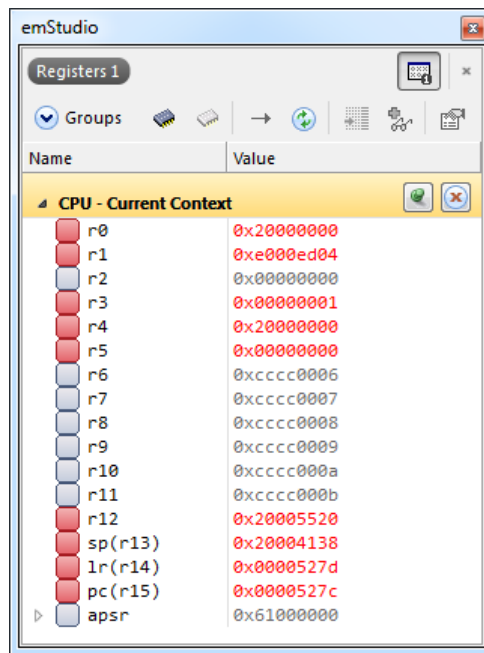 emStudio
Registers 1
Groups
Name Value
CPU - Current Context
r0 0x20000000
r1 0xe000ed04
r2 0x00000000
r3 0x00000001
r4 0x20000000
r5 0x00000000
r6 0xcccc0006
r7 0xcccc0007
r8 0xcccc0008
r9 0xcccc0009
r10 0xcccc000a
r11 0xcccc000b
r12 0x20005520
sp(r13) 0x20004138
lr(r14) 0x0000527d
pc(r15) 0x0000527c
apsr 0x61000000